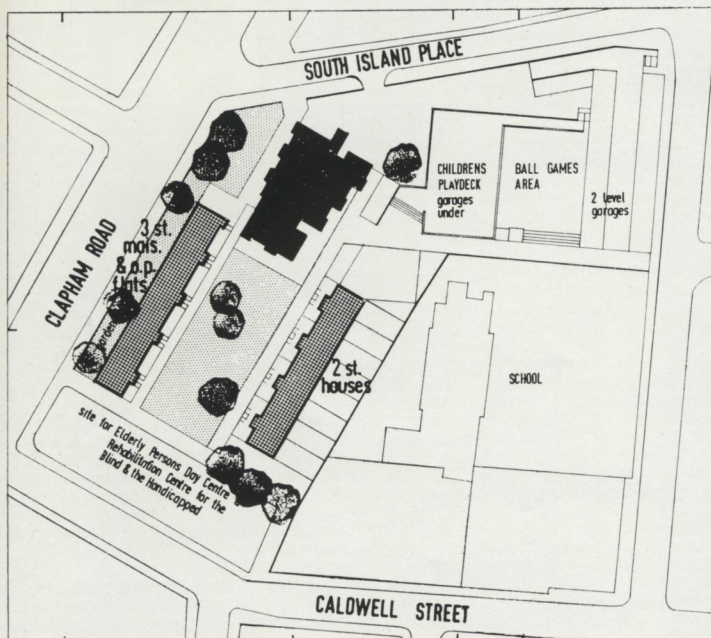 SOUTH ISLAND PLACE
CHILDRENS
PLAYDECK
garages
under
BALL GAMES
AREA
2 level
garages
CLAPHAM ROAD
3 st.
mais.
& o.p.
flats
garden
2 st.
houses
SCHOOL
site for Elderly Persons Day Centre
Rehabilitation Centre for the
Blind & the Handicapped
CALDWELL STREET